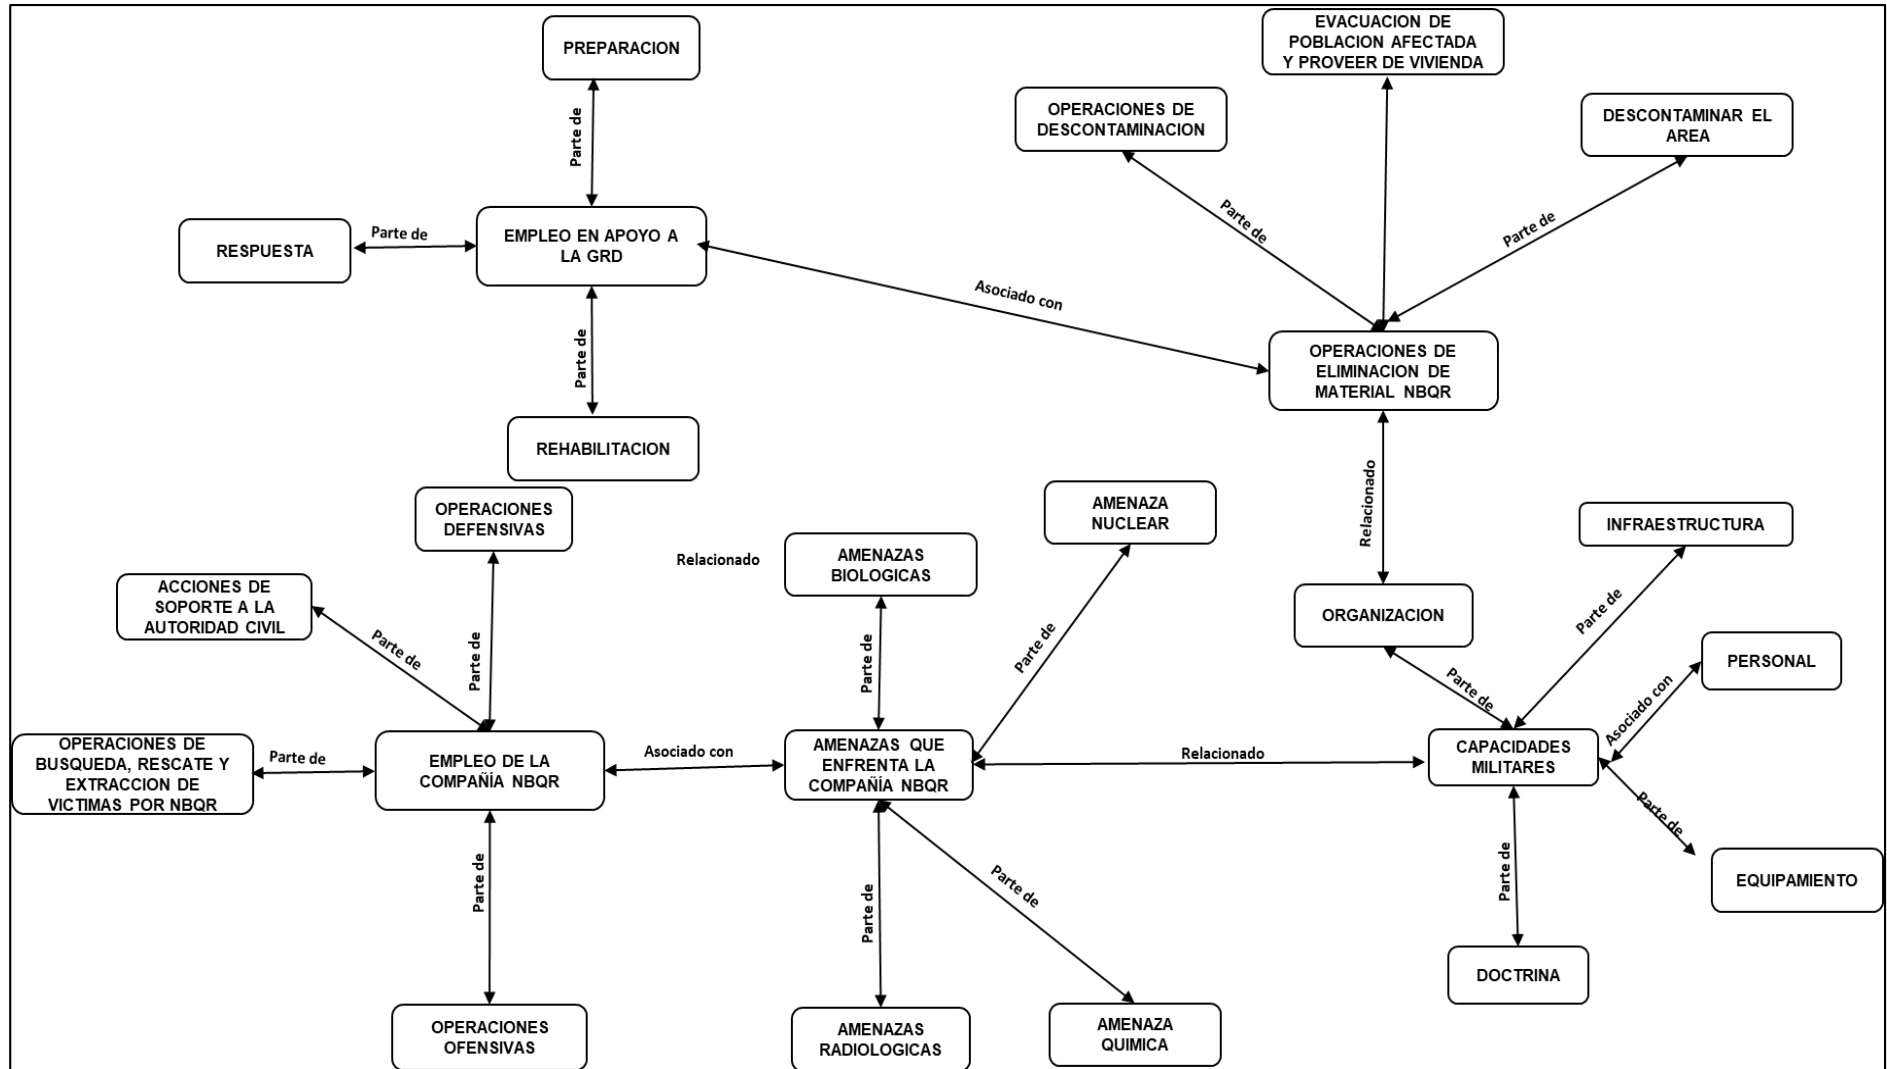 PREPARACION
Parte de
RESPUESTA
Parte de
EMPLEO EN APOYO A
LA GRD
Parte de
REHABILITACION
Asociado con
EVACUACION DE
POBLACION AFECTADA
Y PROVEER DE VIVIENDA
OPERACIONES DE
DESCONTAMINACION
DESCONTAMINAR EL
AREA
Parte de
Parte de
OPERACIONES DE
ELIMINACION DE
MATERIAL NBQR
Relacionado
ORGANIZACION
INFRAESTRUCTURA
Parte de
Parte de
PERSONAL
Asociado con
CAPACIDADES
MILITARES
Parte de
EQUIPAMIENTO
Parte de
DOCTRINA
OPERACIONES
DEFENSIVAS
ACCIONES DE
SOPORTE A LA
AUTORIDAD CIVIL
Parte de
Parte de
OPERACIONES DE
BUSQUEDA, RESCATE Y
EXTRACCION DE
VICTIMAS POR NBQR
Parte de
EMPLEO DE LA
COMPAÑÍA NBQR
Parte de
OPERACIONES
OFENSIVAS
Asociado con
Relacionado
AMENAZAS
BIOLOGICAS
AMENAZA
NUCLEAR
Parte de
Parte de
AMENAZAS QUE
ENFRENTA LA
COMPAÑÍA NBQR
Relacionado
Parte de
Parte de
AMENAZAS
RADIOLOGICAS
AMENAZA
QUIMICA